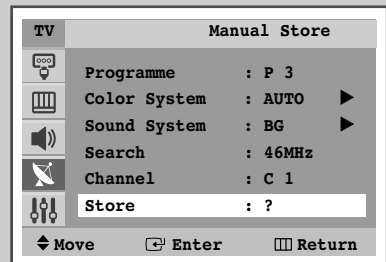 TV Manual Store
Programme : P 3
Color System : AUTO ▶
Sound System : BG ▶
Search : 46MHz
Channel : C 1
Store : ?
Move Enter Return